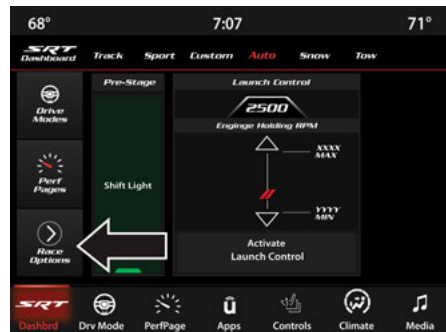 68°
7:07
71°
SRT
Dashboard
Track
Sport
Custom
Auto
Snow
Tow
Drive
Modes
Perf
Pages
Race
Options
Pre-Stage
Shift Light
Launch Control
2500
Enginge Holding RPM
XXXX
MAX
YYYY
MIN
Activate
Launch Control
SRT
Dashbrd
Drv Mode
PerfPage
û
Apps
Controls
Climate
Media